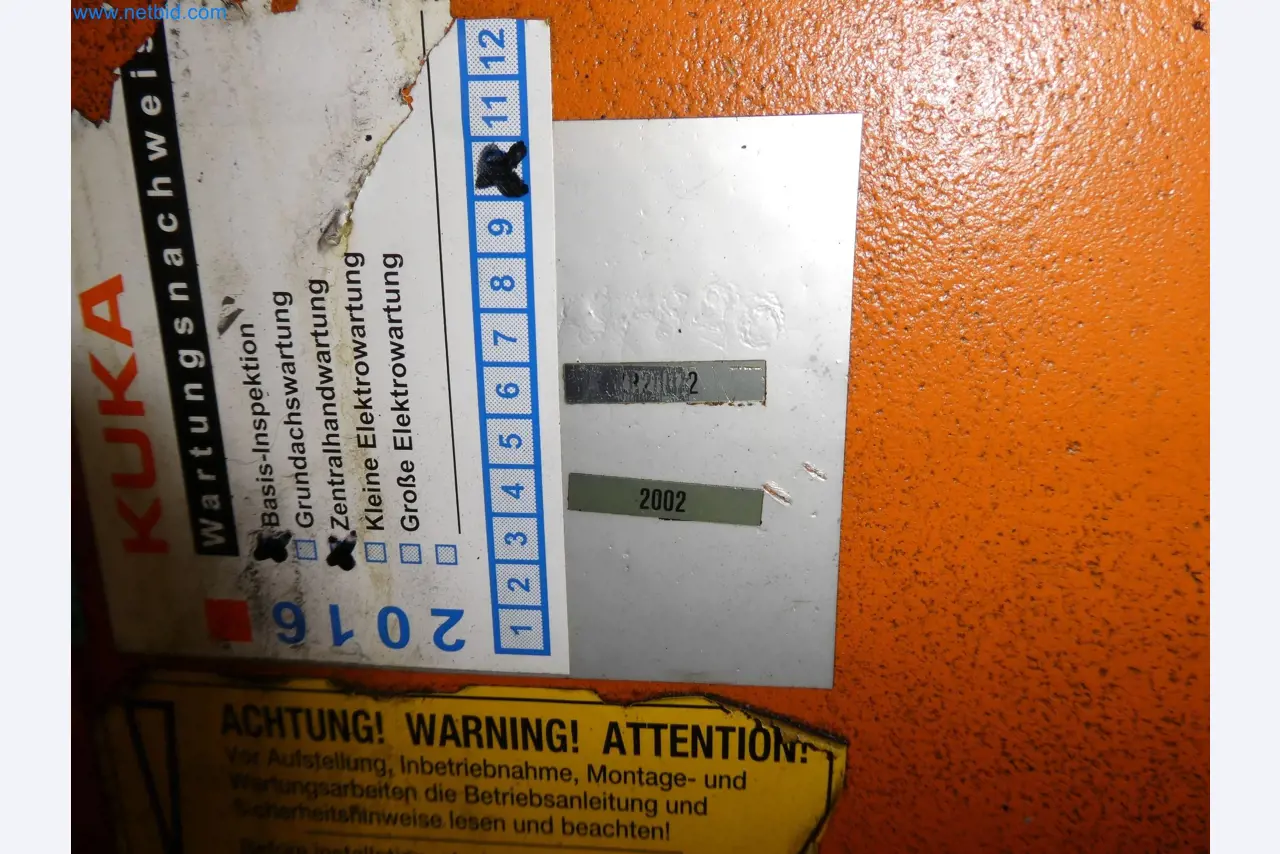 www.netbid.com
KUKA
Wartungsnachweis
Basis-Inspektion
Grundachswartung
Zentralhandwartung
Kleine Elektrowartung
Große Elektrowartung
2016
1 2 3 4 5 6 7 8 9 11 12
2002
ACHTUNG! WARNING! ATTENTION!
Vor Aufstellung, Inbetriebnahme, Montage- und
Wartungsarbeiten die Betriebsanleitung und
Sicherheitshinweise lesen und beachten!